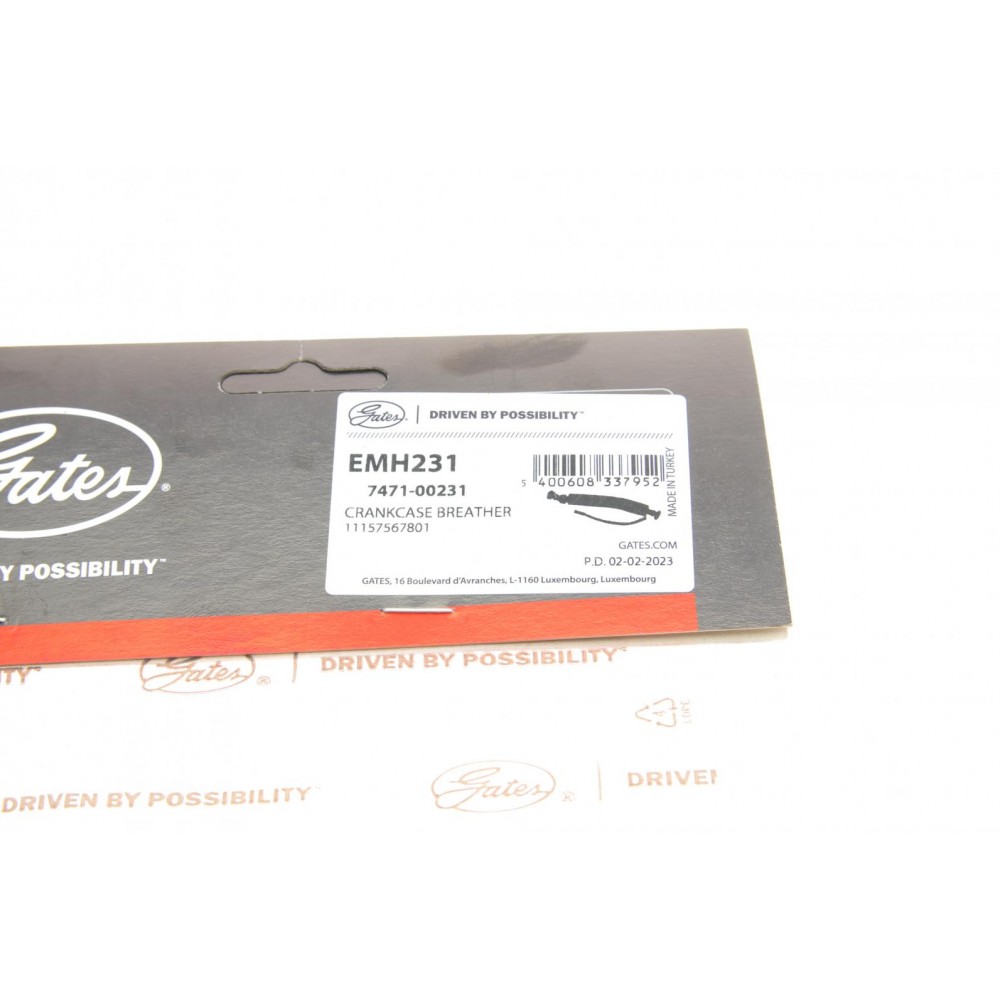 Gates® | DRIVEN BY POSSIBILITY™
EMH231
7471-00231
CRANKCASE BREATHER
11157567801
5 400608 337952
MADE IN TURKEY
GATES.COM
P.D. 02-02-2023
GATES, 16 Boulevard d'Avranches, L-1160 Luxembourg, Luxembourg
Gates®
Y POSSIBILITY™
Gates® | DRIVEN BY POSSIBILITY™
4
LDPE
DRIVEN BY POSSIBILITY™
Gates® | DRIVEN